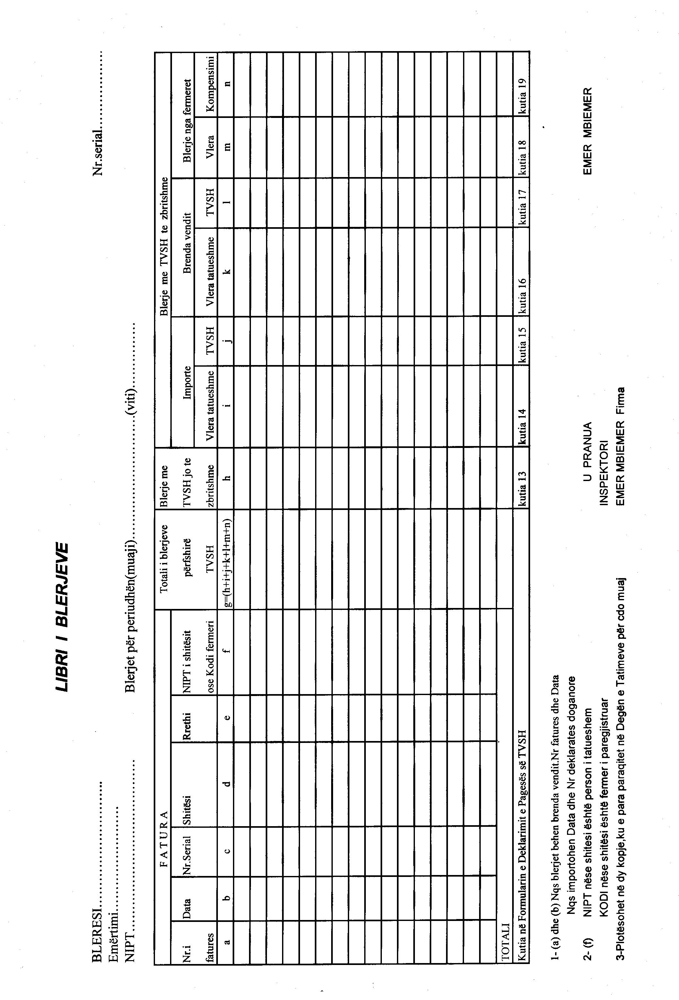 LIBRI I BLERJEVE
BLERESI................................... Nr.serial....................
Emërtimi......................
NIPT........................................ Blerjet për periudhën(muaji)..............................(viti)................
FATURA Totali i blerjeve Blerje me Blerje me TVSH te zbritshme
Nr.i Data Nr.Serial Shitësi Rrethi NIPT i shitësit përfshirë TVSH jo te Importe Brenda vendit Blerje nga fermeret
fatures ose Kodi fermeri TVSH zbritshme Vlera tatueshme TVSH Vlera tatueshme TVSH Vlera Kompensimi
a b c d e f g=(h+i+j+k+l+m+n) h i j k l m n
TOTALI
Kutia në Formularin e Deklarimit e Pagesës së TVSH kutia 13 kutia 14 kutia 15 kutia 16 kutia 17 kutia 18 kutia 19
1- (a) dhe (b) Nqs blerjet behen brenda vendit.Nr fatures dhe Data
Nqs importohen Data dhe Nr deklarates doganore
2- (f) NIPT nëse shitesi është person i tatueshem U PRANUA EMER MBIEMER
KODI nëse shitësi është fermer i paregjistruar INSPEKTORI
3-Plotësohet në dy kopje,ku e para paraqitet në Degën e Tatimeve për cdo muaj EMER MBIEMER Firma